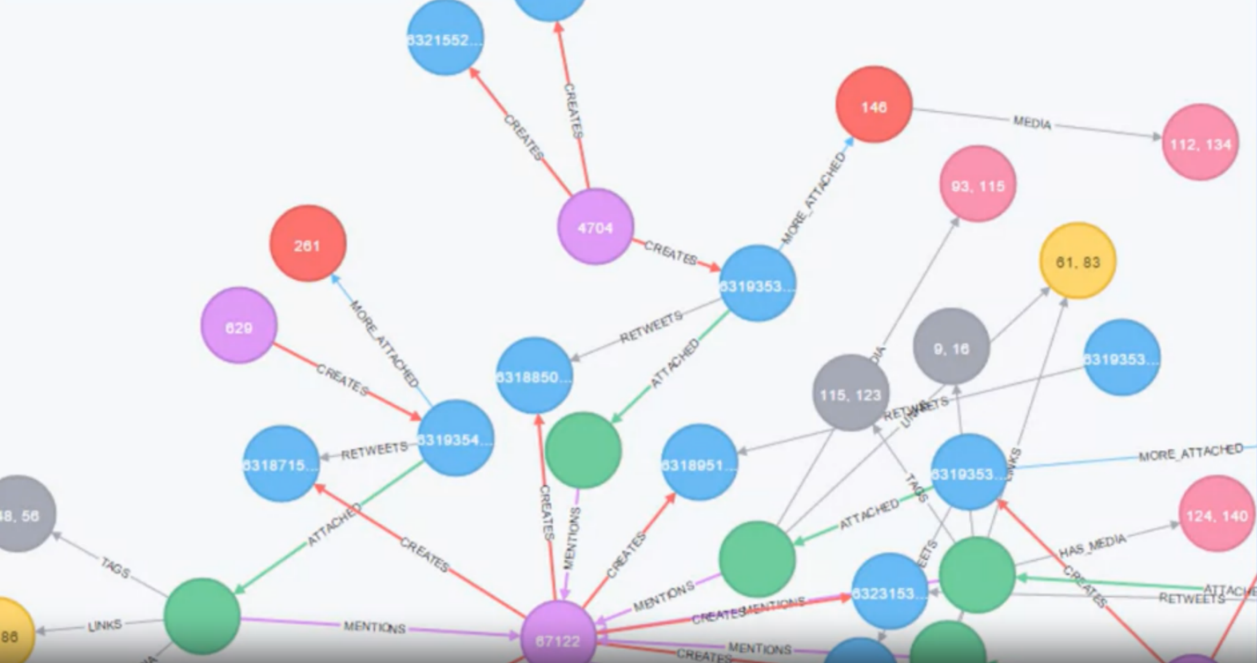 6321552...
CREATES
CREATES
146
MEDIA
112, 134
93, 115
MORE_ATTACHED
4704
CREATES
261
61, 83
6319353...
629
MORE_ATTACHED
RETWEETS
9, 16
6319353...
CREATES
6318850...
ATTACHED
115, 123
6319354...
RETWEETS
6318715...
6318951...
MORE_ATTACHED
6319353...
TAGS
CREATES
ATTACHED
124, 140
48, 56
ATTACHED
MENTIONS
CREATES
CREATES
HAS_MEDIA
TAGS
CREATES
MENTIONS
6323153...
RETWEETS
LINKS
MENTIONS
67122
CREATES
MENTIONS
86
MENTIONS
CREATES